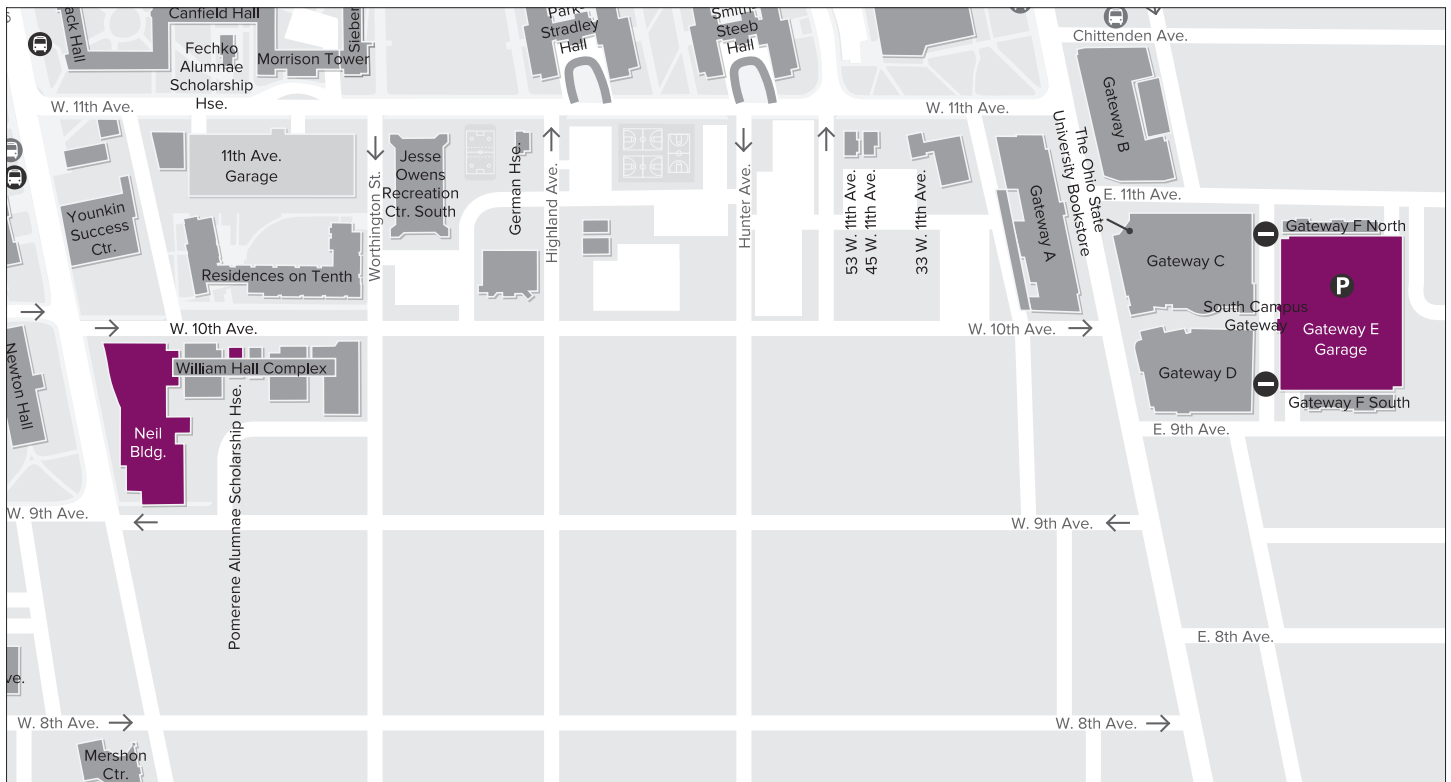 Canfield Hall
Fechko
Alumnae
Scholarship
Hse.
Morrison Tower
Sieber
Park-
Stradley
Hall
Smith-
Steeb
Hall
Chittenden Ave.
W. 11th Ave.
W. 11th Ave.
Gateway B
11th Ave.
Garage
Worthington St.
Jesse
Owens
Recreation
Ctr. South
German Hse.
Highland Ave.
Hunter Ave.
53 W. 11th Ave.
45 W. 11th Ave.
33 W. 11th Ave.
Gateway A
The Ohio State
University Bookstore
E. 11th Ave.
Younkin
Success
Ctr.
Residences on Tenth
Gateway C
Gateway F North
P
South Campus
Gateway
Gateway E
Garage
W. 10th Ave.
W. 10th Ave.
Newton Hall
William Hall Complex
Pomerene Alumnae Scholarship Hse.
Gateway D
Gateway F South
Neil
Bldg.
E. 9th Ave.
W. 9th Ave.
W. 9th Ave.
E. 8th Ave.
ve.
W. 8th Ave.
W. 8th Ave.
Mershon
Ctr.